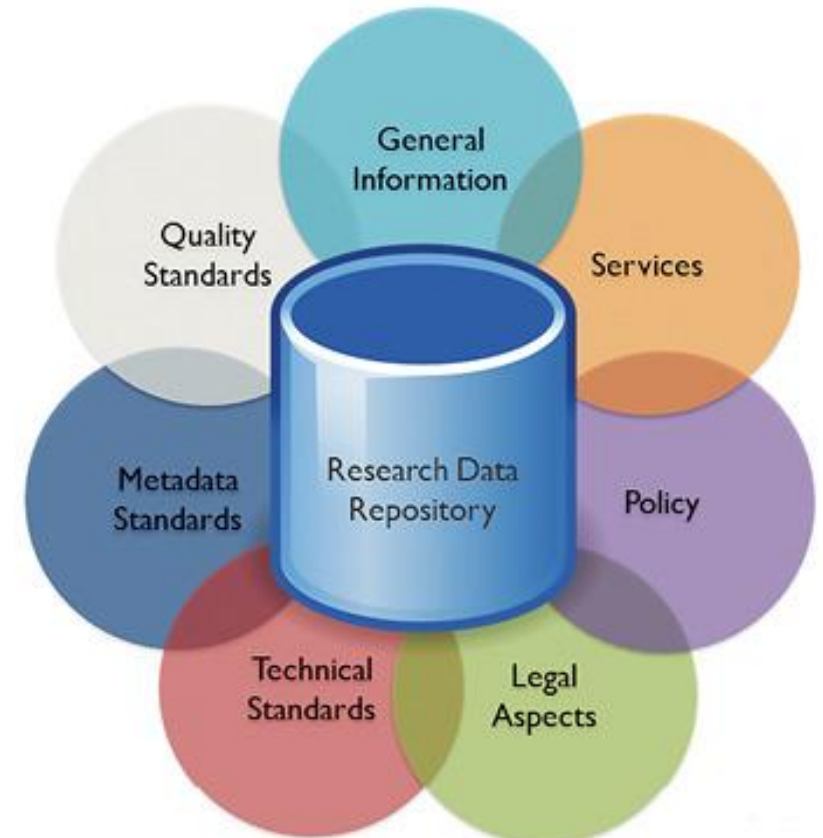 General
Information
Quality
Standards
Services
Research Data
Repository
Metadata
Standards
Policy
Technical
Standards
Legal
Aspects